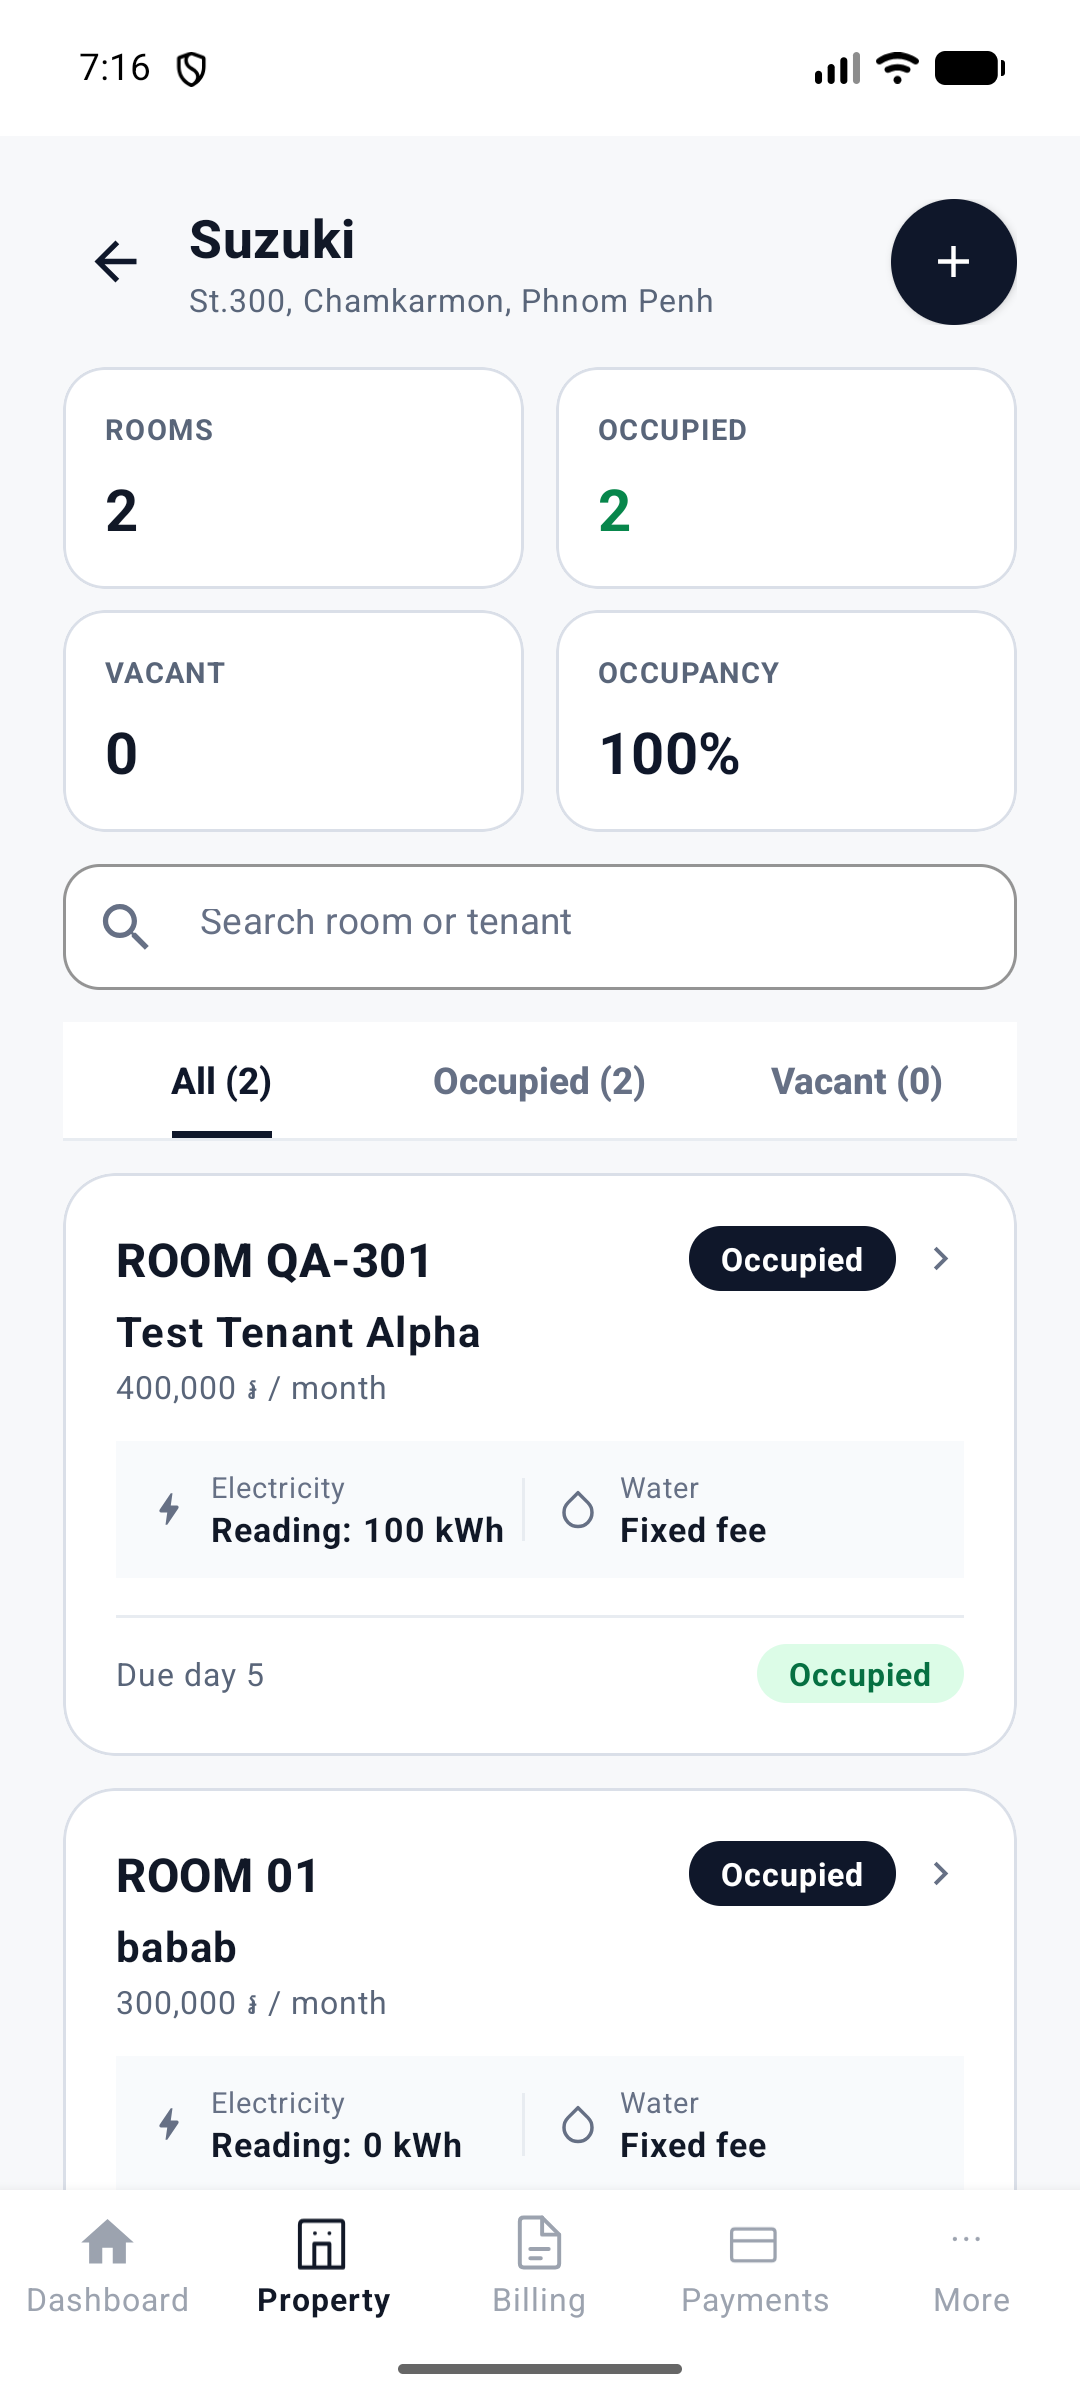 7:16
Suzuki
St.300, Chamkarmon, Phnom Penh
+
ROOMS
2
OCCUPIED
2
VACANT
0
OCCUPANCY
100%
Search room or tenant
All (2)
Occupied (2)
Vacant (0)
ROOM QA-301
Occupied
Test Tenant Alpha
400,000 ៛ / month
Electricity
Reading: 100 kWh
Water
Fixed fee
Due day 5
Occupied
ROOM 01
Occupied
babab
300,000 ៛ / month
Electricity
Reading: 0 kWh
Water
Fixed fee
Dashboard
Property
Billing
Payments
More